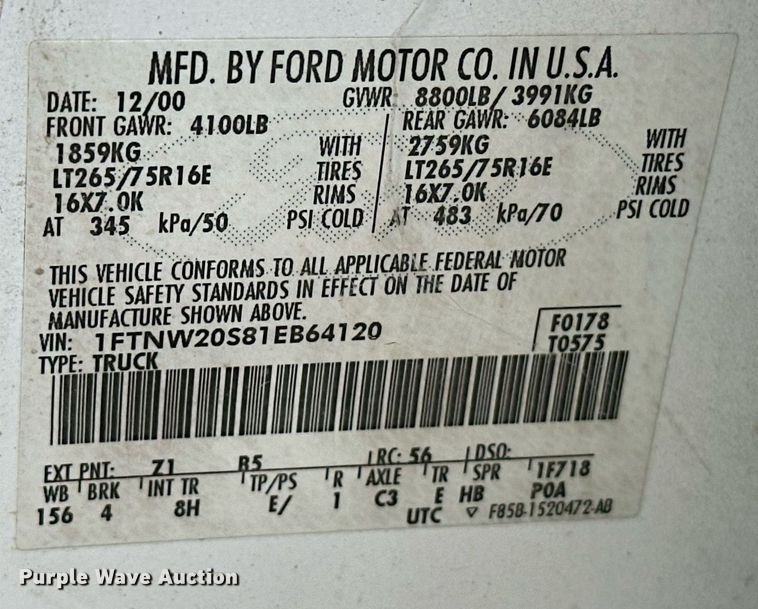 MFD. BY FORD MOTOR CO. IN U.S.A.
DATE: 12/00 GVWR: 8800LB/ 3991KG
FRONT GAWR: 4100LB REAR GAWR: 6084LB
1859KG WITH 2759KG WITH
LT265/75R16E TIRES LT265/75R16E TIRES
16X7.0K RIMS 16X7.0K RIMS
AT 345 kPa/50 PSI COLD AT 483 kPa/70 PSI COLD
THIS VEHICLE CONFORMS TO ALL APPLICABLE FEDERAL MOTOR
VEHICLE SAFETY STANDARDS IN EFFECT ON THE DATE OF
MANUFACTURE SHOWN ABOVE.
VIN: 1FTNW20S81EB64120 F0178
TYPE: TRUCK T0575
EXT PNT: Z1 B5 RC: 56 DSO:
WB BRK INT TR TP/PS R AXLE TR SPR 1F718
156 4 8H E/ 1 C3 E HB POA
UTC ▽ F85B-1520472-AB
Purple Wave Auction